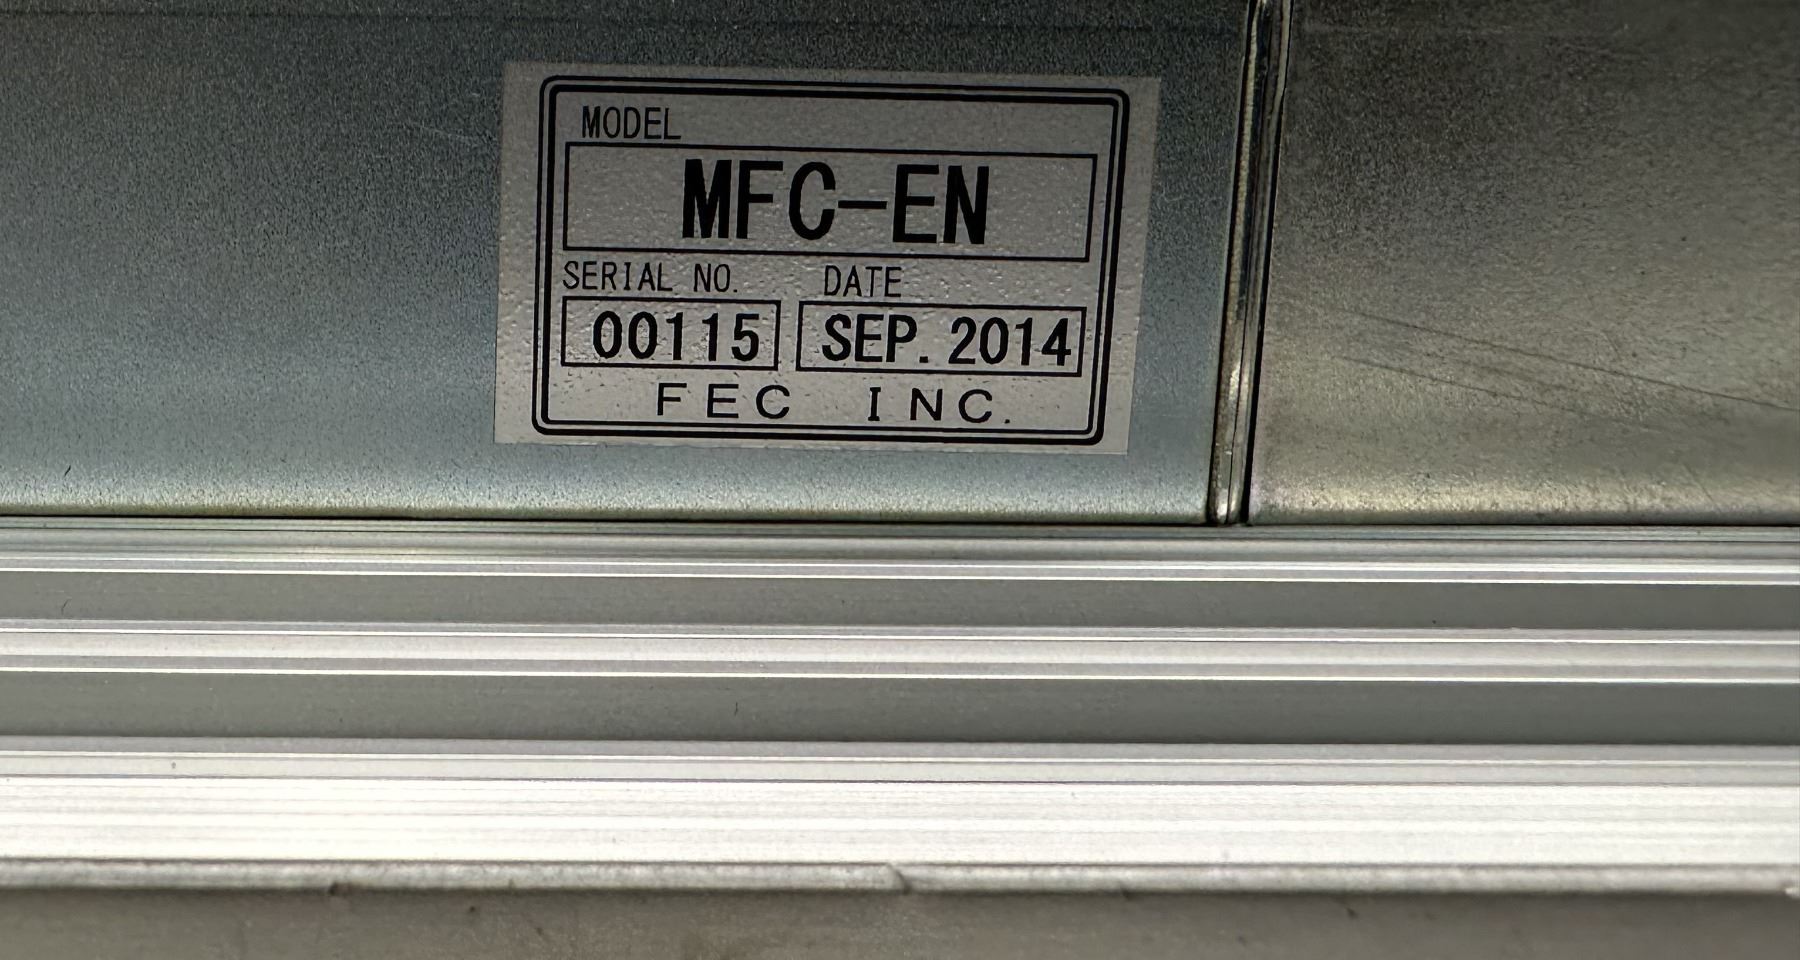 MODEL
MFC-EN
SERIAL NO. DATE
00115 SEP. 2014
FEC INC.